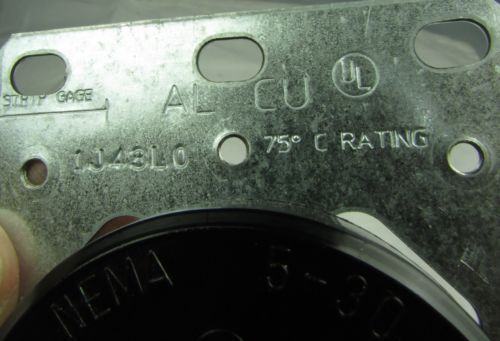 AL CU UL
STRIP GAGE
1J43L0
75° C RATING
NEMA 5-30